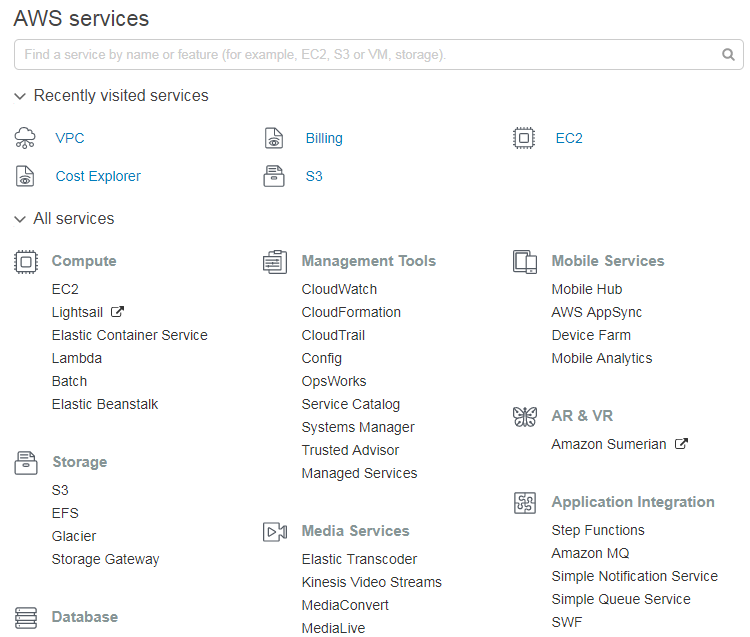 AWS services
Find a service by name or feature (for example, EC2, S3 or VM, storage).
Recently visited services
VPC
Billing
EC2
Cost Explorer
S3
All services
Compute
EC2
Lightsail
Elastic Container Service
Lambda
Batch
Elastic Beanstalk
Storage
S3
EFS
Glacier
Storage Gateway
Database
Management Tools
CloudWatch
CloudFormation
CloudTrail
Config
OpsWorks
Service Catalog
Systems Manager
Trusted Advisor
Managed Services
Media Services
Elastic Transcoder
Kinesis Video Streams
MediaConvert
MediaLive
Mobile Services
Mobile Hub
AWS AppSync
Device Farm
Mobile Analytics
AR & VR
Amazon Sumerian
Application Integration
Step Functions
Amazon MQ
Simple Notification Service
Simple Queue Service
SWF